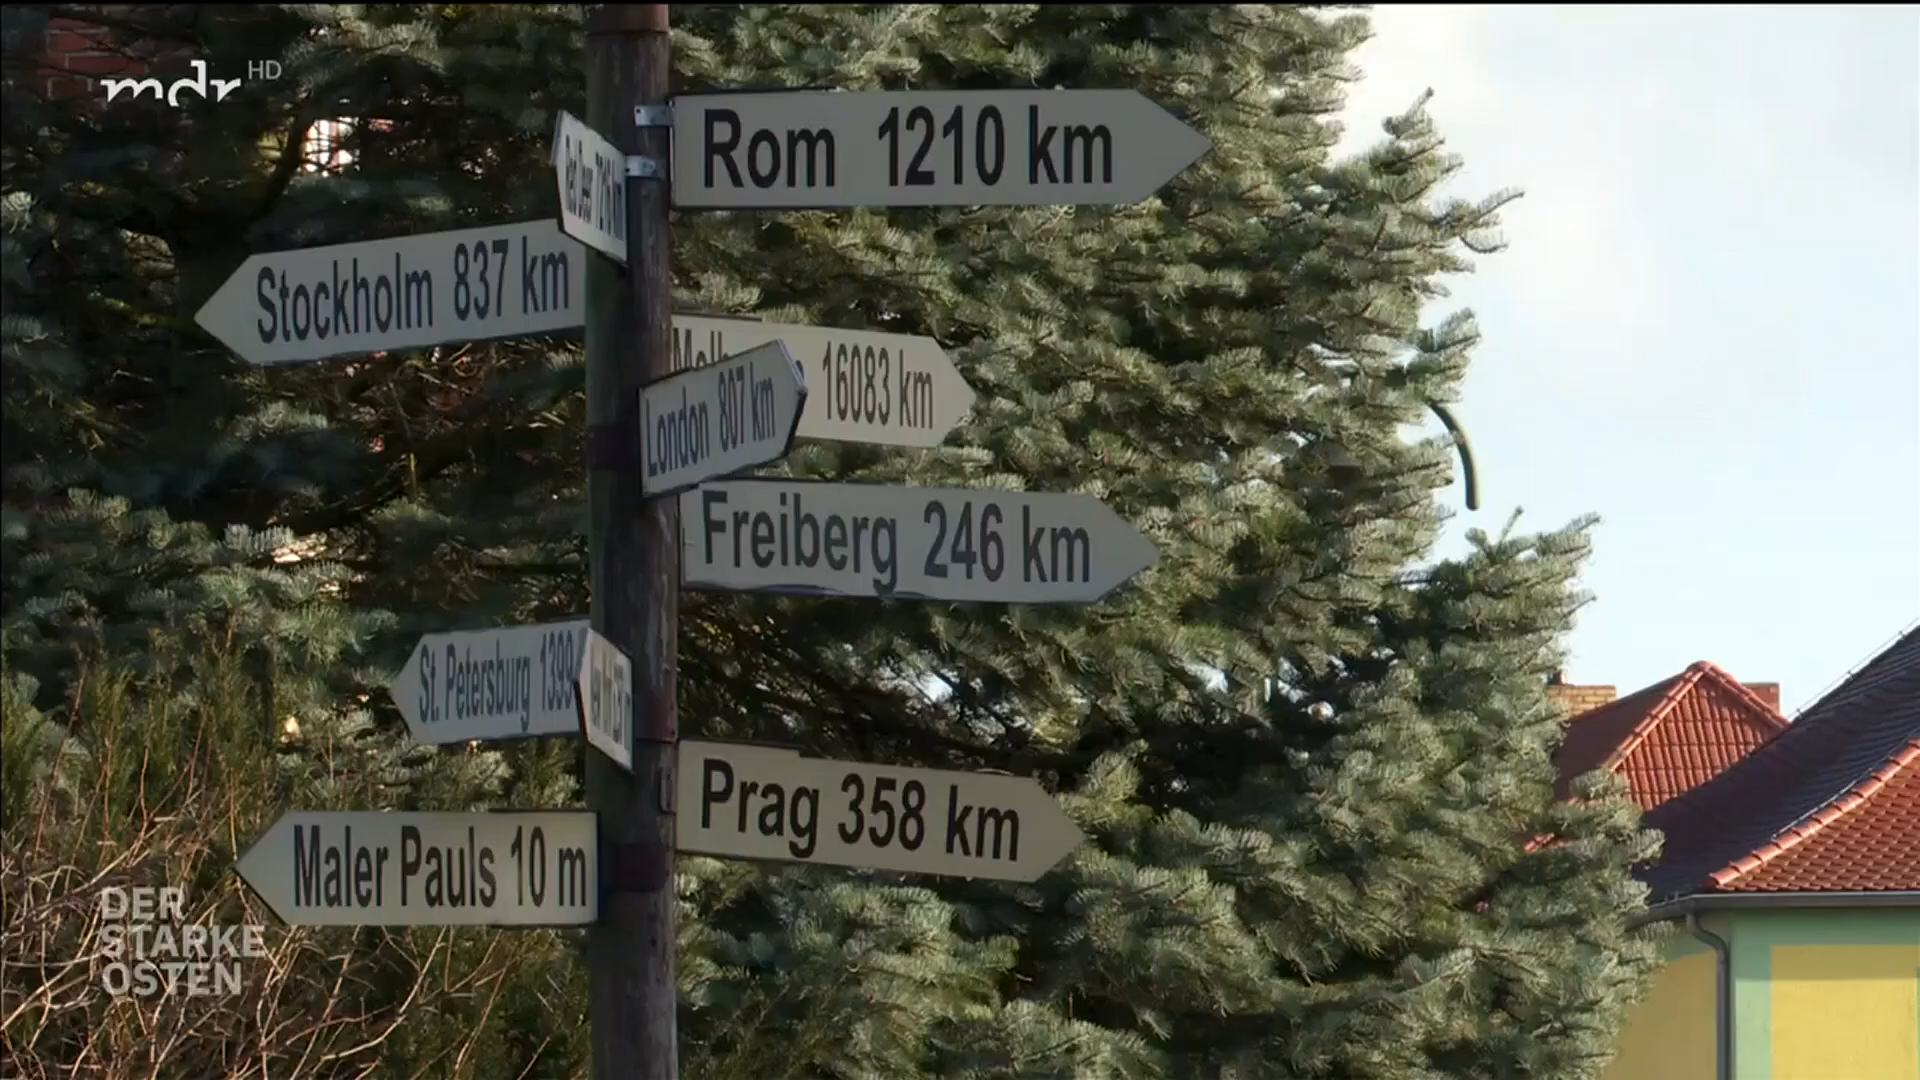 mdr HD
Rom 1210 km
Stockholm 837 km
16083 km
London 807 km
Freiberg 246 km
St. Petersburg 1399
Prag 358 km
Maler Pauls 10 m
DER
STARKE
OSTEN